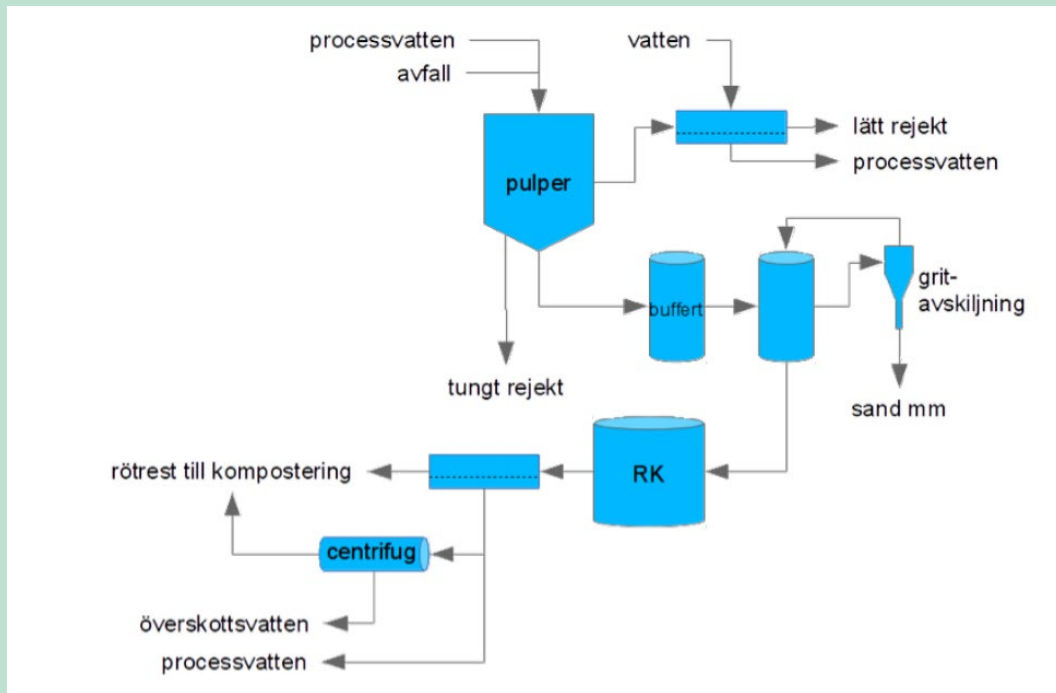 processvatten
avfall
vatten
pulper
lätt rejekt
processvatten
buffert
grit-
avskiljning
tungt rejekt
sand mm
rötrest till kompostering
RK
centrifug
överskottsvatten
processvatten